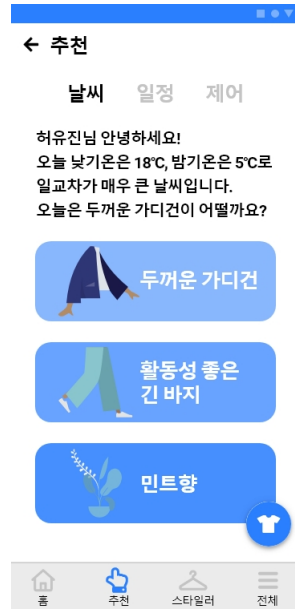 추천
날씨 일정 제어
허유진님 안녕하세요!
오늘 낮기온은 18℃, 밤기온은 5℃로
일교차가 매우 큰 날씨입니다.
오늘은 두꺼운 가디건이 어떨까요?
두꺼운 가디건
활동성 좋은
긴 바지
민트향
홈 추천 스타일러 전체